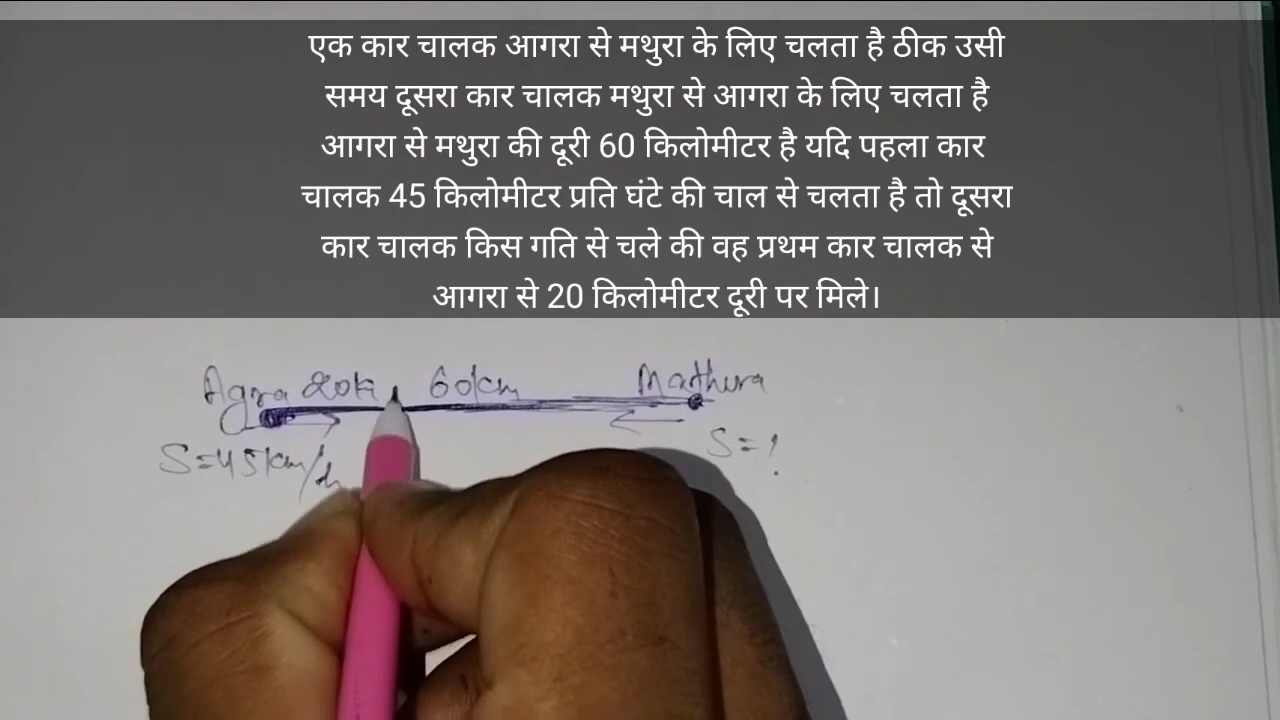 एक कार चालक आगरा से मथुरा के लिए चलता है ठीक उसी
समय दूसरा कार चालक मथुरा से आगरा के लिए चलता है
आगरा से मथुरा की दूरी 60 किलोमीटर है यदि पहला कार
चालक 45 किलोमीटर प्रति घंटे की चाल से चलता है तो दूसरा
कार चालक किस गति से चले की वह प्रथम कार चालक से
आगरा से 20 किलोमीटर दूरी पर मिले।
Agra 60km Mathura
S=45km/h S=?